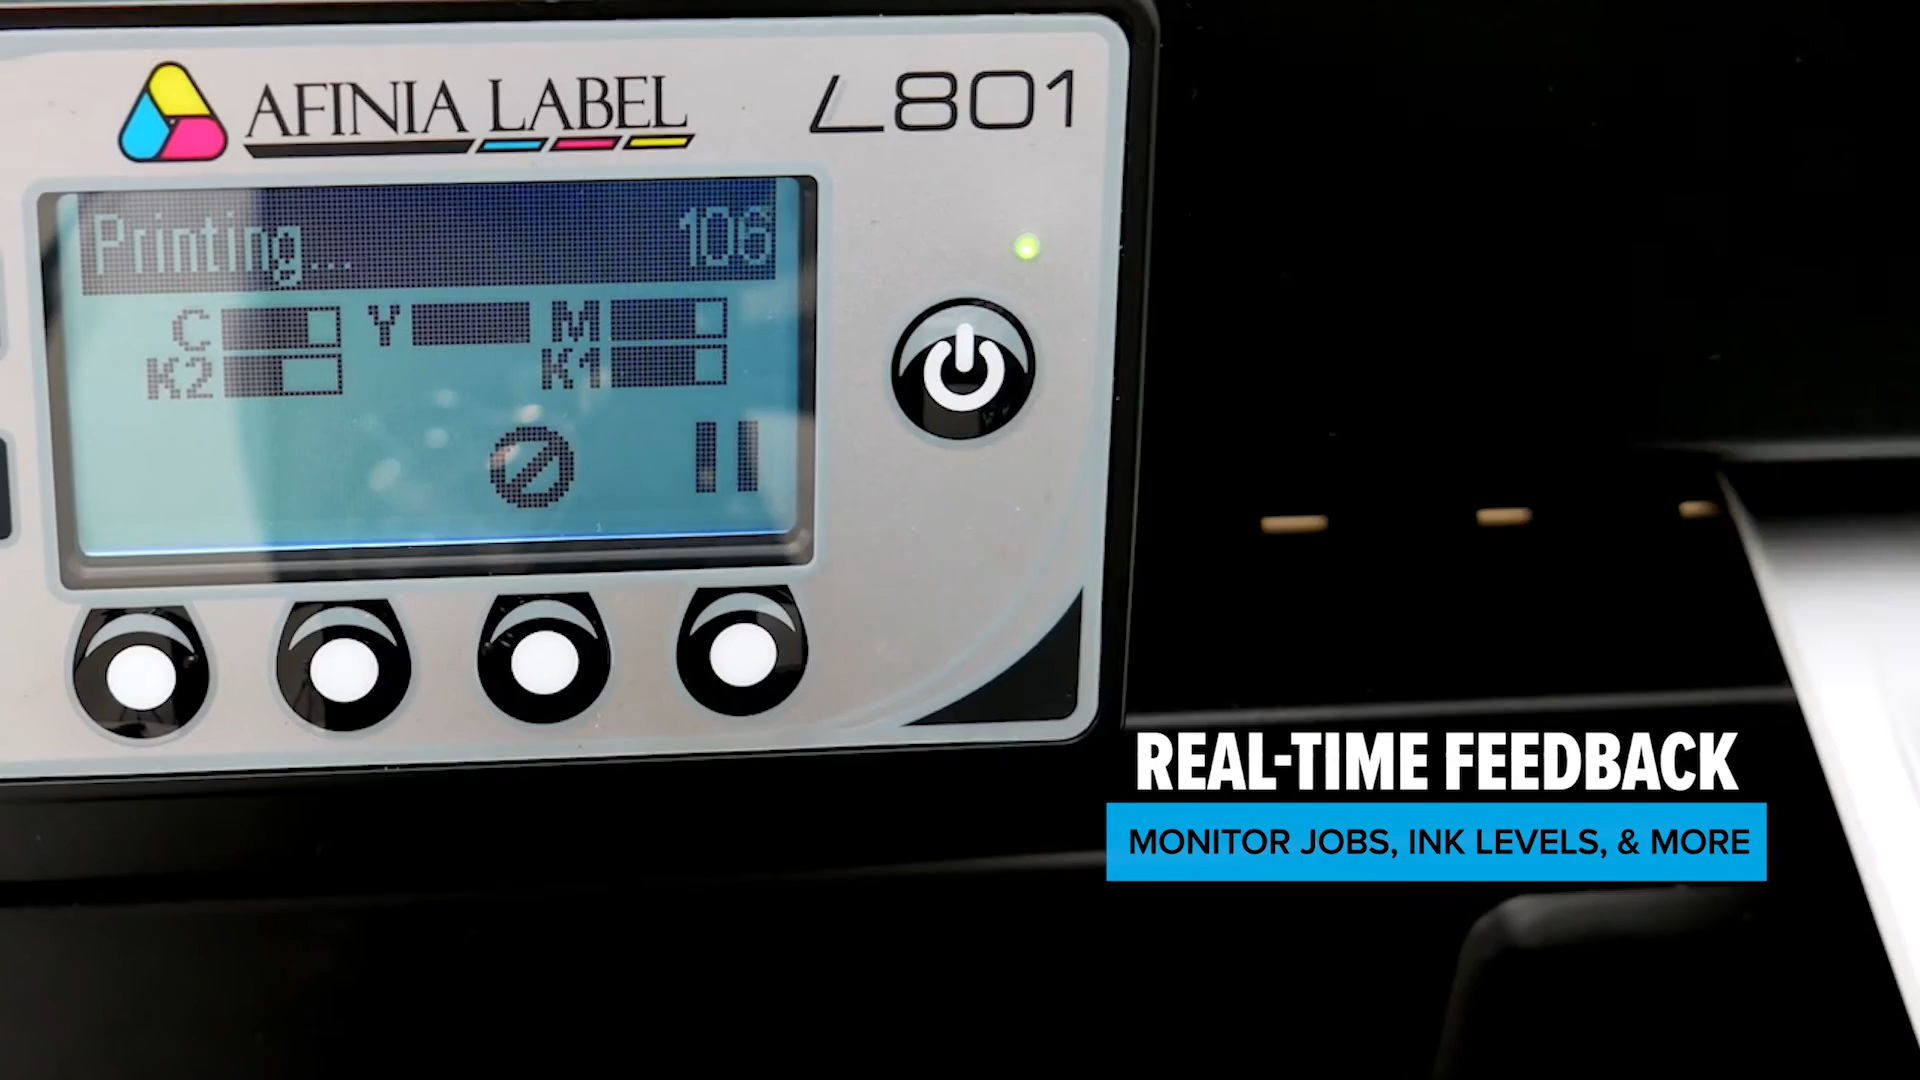 AFINIA LABEL
L801
Printing... 106
C Y M
K2 K1
REAL-TIME FEEDBACK
MONITOR JOBS, INK LEVELS, & MORE